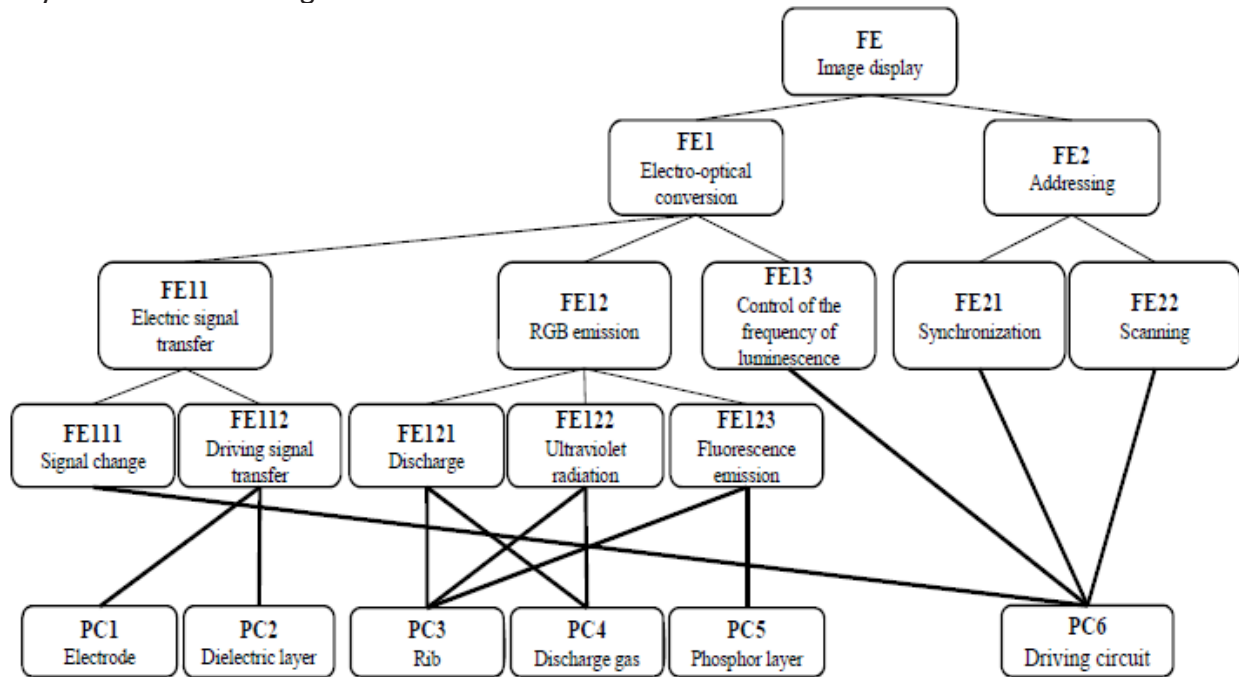 FE
Image display
FE1
Electro-optical
conversion
FE2
Addressing
FE11
Electric signal
transfer
FE12
RGB emission
FE13
Control of the
frequency of
luminescence
FE21
Synchronization
FE22
Scanning
FE111
Signal change
FE112
Driving signal
transfer
FE121
Discharge
FE122
Ultraviolet
radiation
FE123
Fluorescence
emission
PC1
Electrode
PC2
Dielectric layer
PC3
Rib
PC4
Discharge gas
PC5
Phosphor layer
PC6
Driving circuit